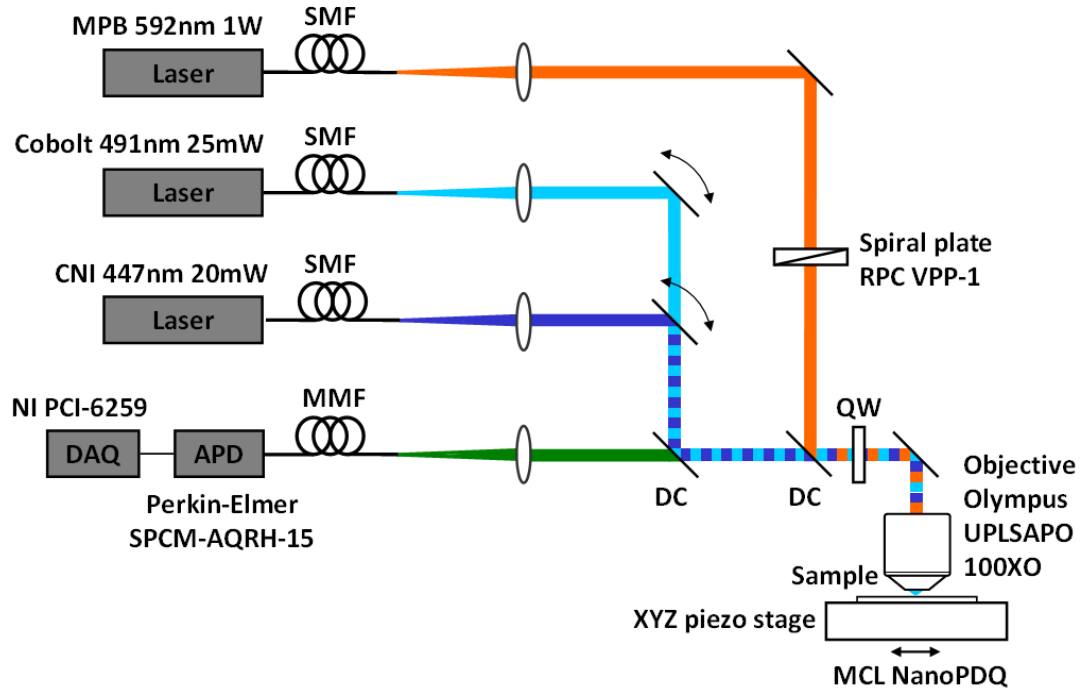 MPB 592nm 1W
SMF
Laser
Cobolt 491nm 25mW
SMF
Laser
Spiral plate
RPC VPP-1
CNI 447nm 20mW
SMF
Laser
NI PCI-6259
MMF
QW
DAQ
APD
DC
DC
Perkin-Elmer
SPCM-AQRH-15
Objective
Olympus
UPLSAPO
100XO
Sample
XYZ piezo stage
MCL NanoPDQ